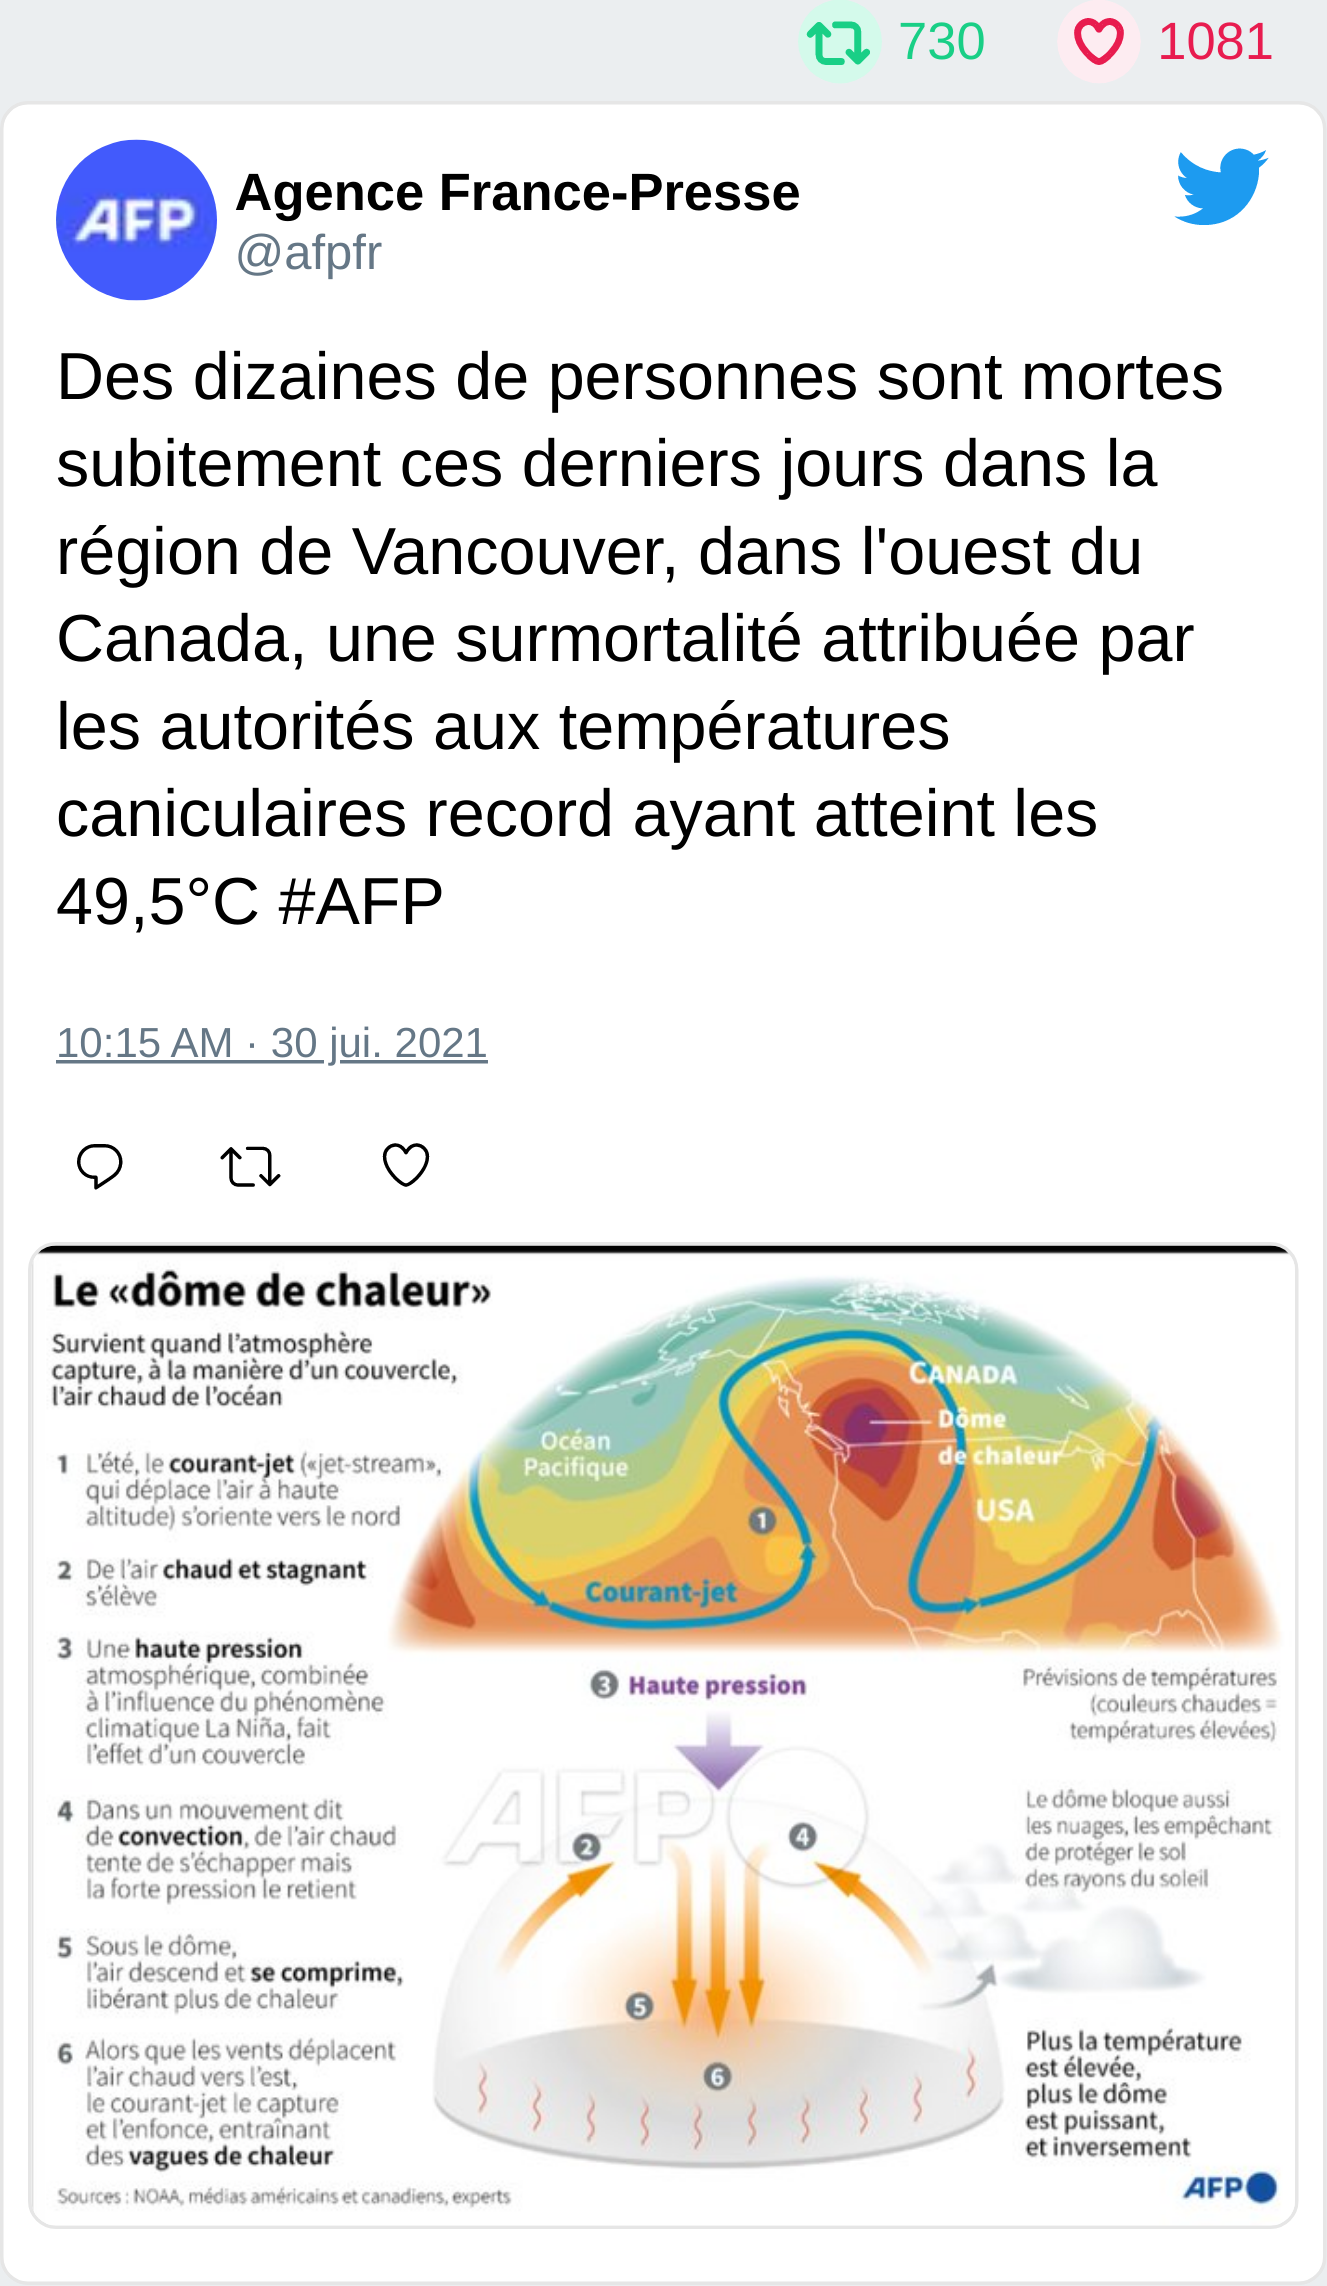 730 1081
AFP
Agence France-Presse
@afpfr
Des dizaines de personnes sont mortes
subitement ces derniers jours dans la
région de Vancouver, dans l'ouest du
Canada, une surmortalité attribuée par
les autorités aux températures
caniculaires record ayant atteint les
49,5°C #AFP
10:15 AM · 30 jui. 2021
Le «dôme de chaleur»
Survient quand l'atmosphère
capture, à la manière d'un couvercle,
l'air chaud de l'océan
1 L'été, le courant-jet («jet-stream»,
qui déplace l'air à haute
altitude) s'oriente vers le nord
2 De l'air chaud et stagnant
s'élève
3 Une haute pression
atmosphérique, combinée
à l'influence du phénomène
climatique La Niña, fait
l'effet d'un couvercle
4 Dans un mouvement dit
de convection, de l'air chaud
tente de s'échapper mais
la forte pression le retient
5 Sous le dôme,
l'air descend et se comprime,
libérant plus de chaleur
6 Alors que les vents déplacent
l'air chaud vers l'est,
le courant-jet le capture
et l'enfonce, entraînant
des vagues de chaleur
Sources : NOAA, médias américains et canadiens, experts
CANADA
Dôme
de chaleur
Océan
Pacifique
USA
1
Courant-jet
3 Haute pression
Prévisions de températures
(couleurs chaudes =
températures élevées)
AFP
2
4
5
6
Le dôme bloque aussi
les nuages, les empêchant
de protéger le sol
des rayons du soleil
Plus la température
est élevée,
plus le dôme
est puissant,
et inversement
AFP